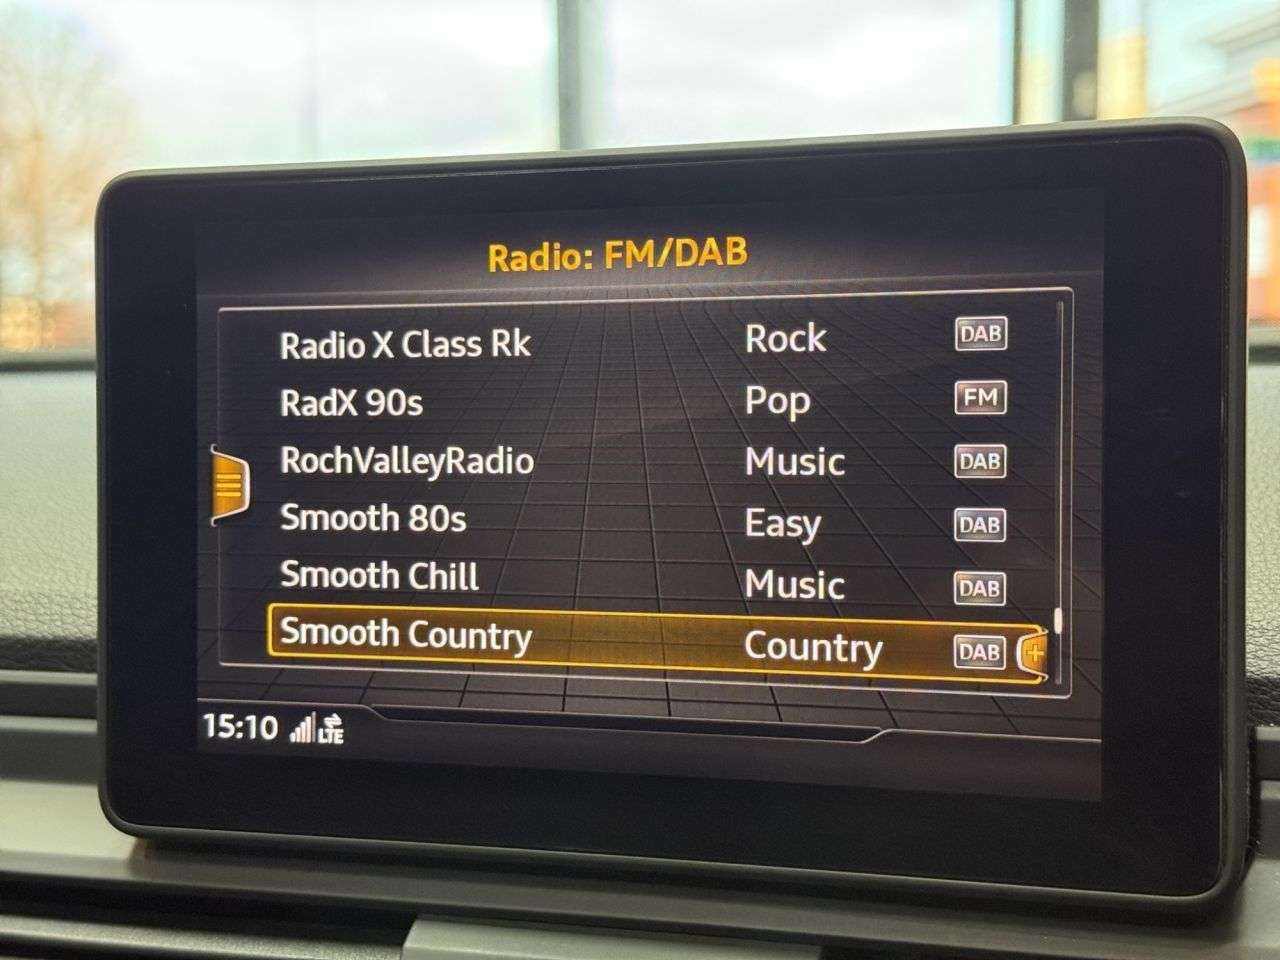 Radio: FM/DAB
Radio X Class Rk Rock DAB
RadX 90s Pop FM
RochValleyRadio Music DAB
Smooth 80s Easy DAB
Smooth Chill Music DAB
Smooth Country Country DAB +
15:10 LTE